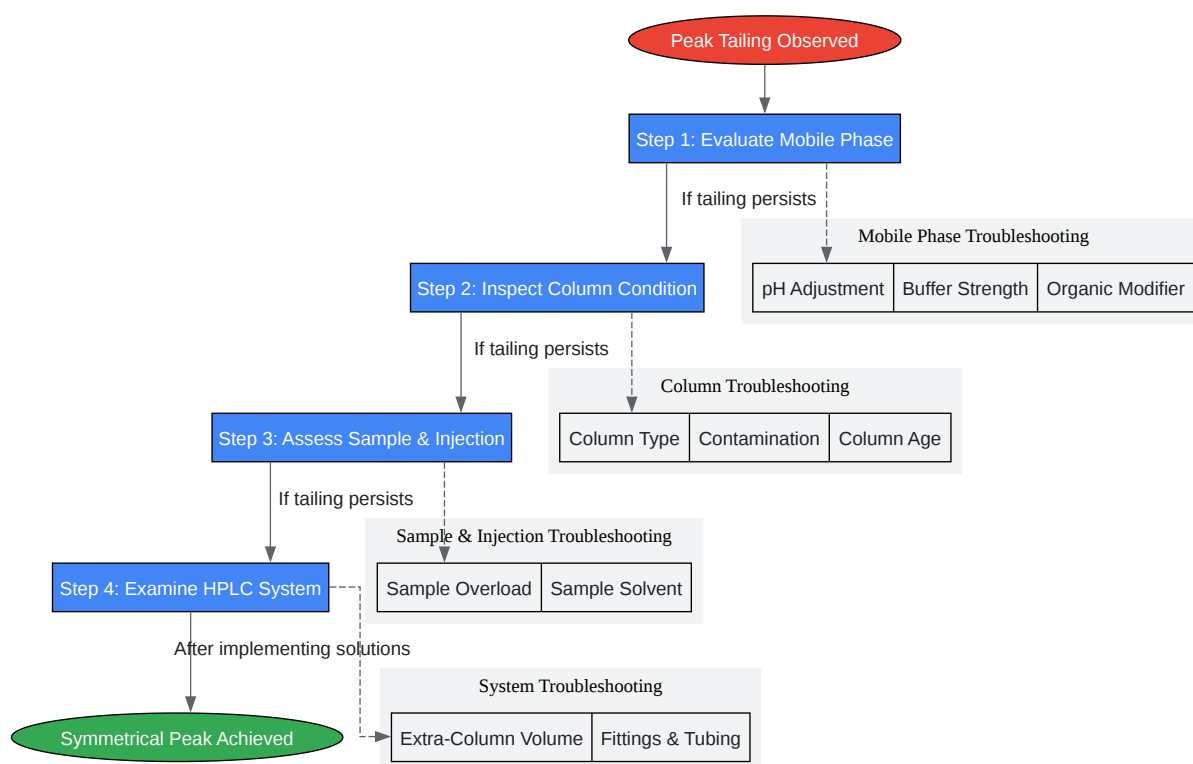 Peak Tailing Observed
Step 1: Evaluate Mobile Phase
If tailing persists
Mobile Phase Troubleshooting
pH Adjustment
Buffer Strength
Organic Modifier
Step 2: Inspect Column Condition
If tailing persists
Column Troubleshooting
Column Type
Contamination
Column Age
Step 3: Assess Sample & Injection
If tailing persists
Sample & Injection Troubleshooting
Sample Overload
Sample Solvent
Step 4: Examine HPLC System
After implementing solutions
System Troubleshooting
Extra-Column Volume
Fittings & Tubing
Symmetrical Peak Achieved